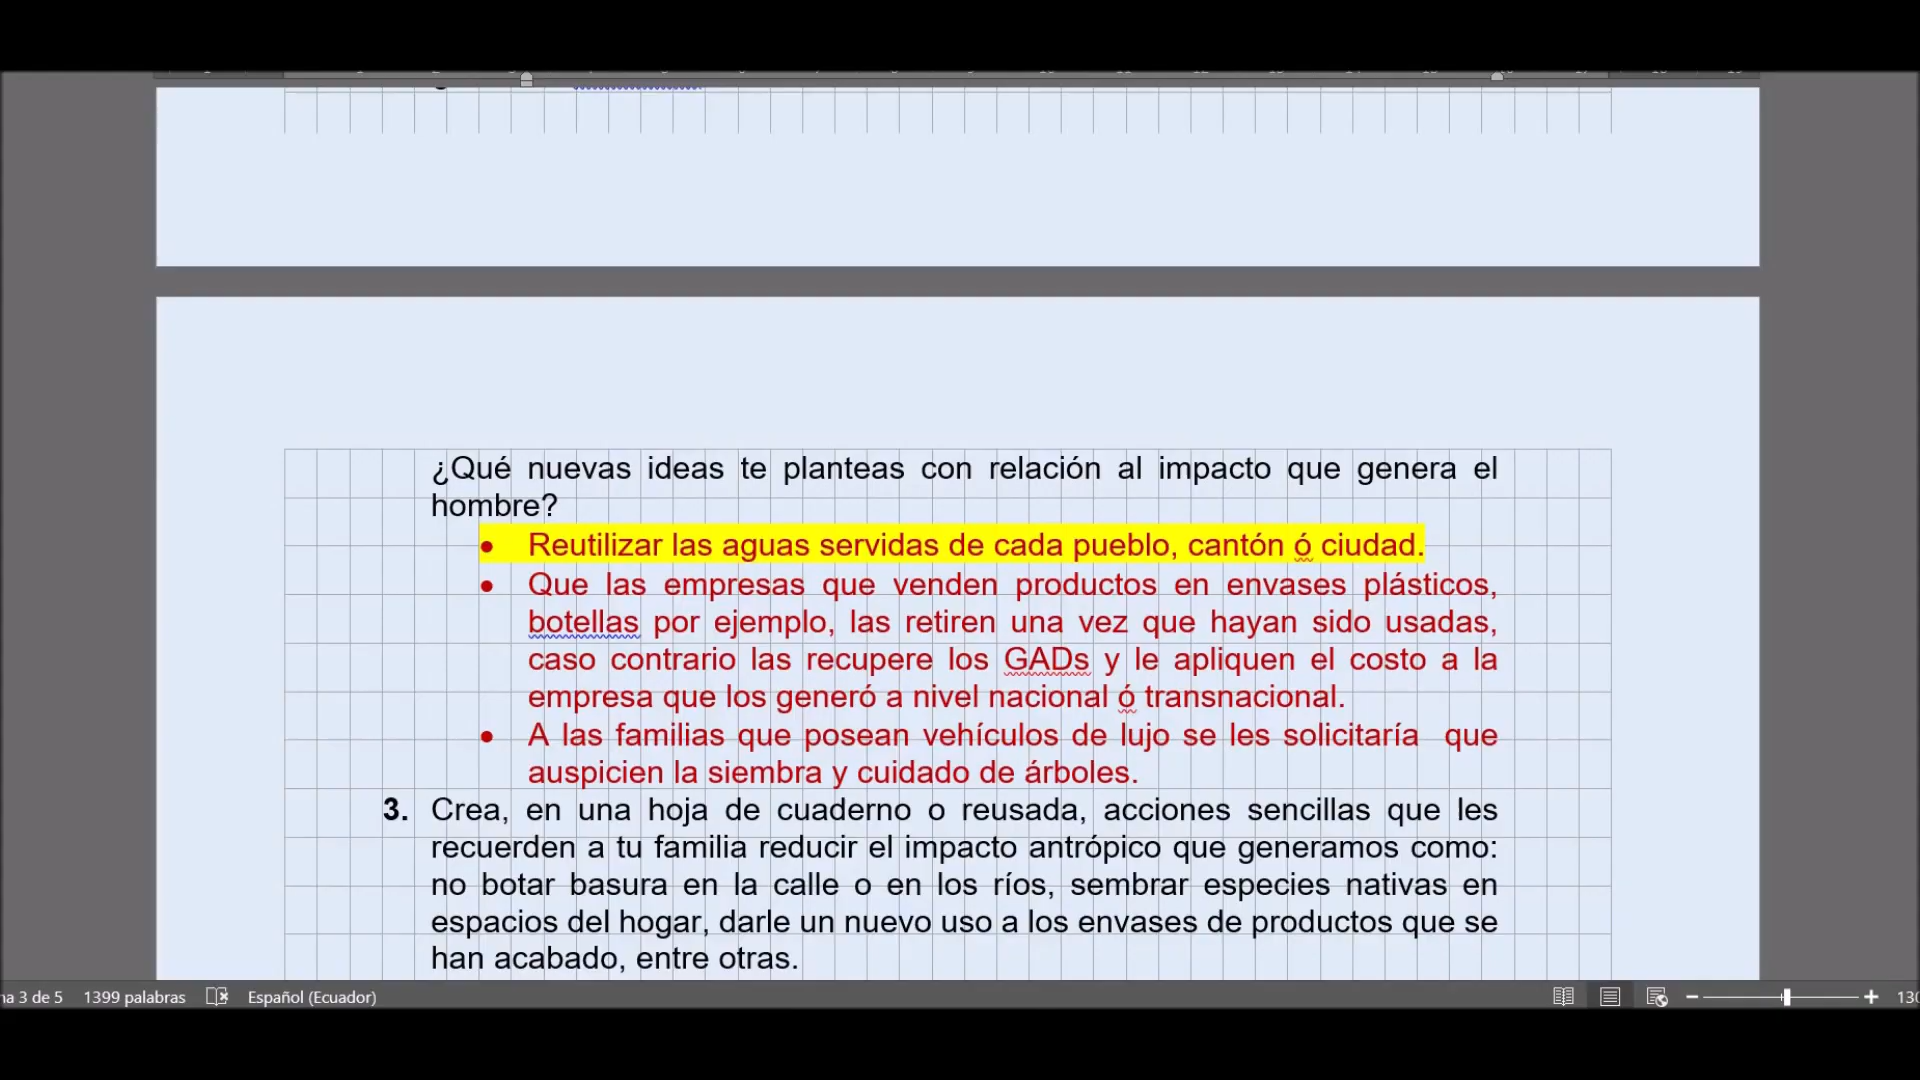 ¿Qué nuevas ideas te planteas con relación al impacto que genera el
hombre?
• Reutilizar las aguas servidas de cada pueblo, cantón ó ciudad.
• Que las empresas que venden productos en envases plásticos,
botellas por ejemplo, las retiren una vez que hayan sido usadas,
caso contrario las recupere los GADs y le apliquen el costo a la
empresa que los generó a nivel nacional ó transnacional.
• A las familias que posean vehículos de lujo se les solicitaría que
auspicien la siembra y cuidado de árboles.
3. Crea, en una hoja de cuaderno o reusada, acciones sencillas que les
recuerden a tu familia reducir el impacto antrópico que generamos como:
no botar basura en la calle o en los ríos, sembrar especies nativas en
espacios del hogar, darle un nuevo uso a los envases de productos que se
han acabado, entre otras.
na 3 de 5 1399 palabras Español (Ecuador) 130